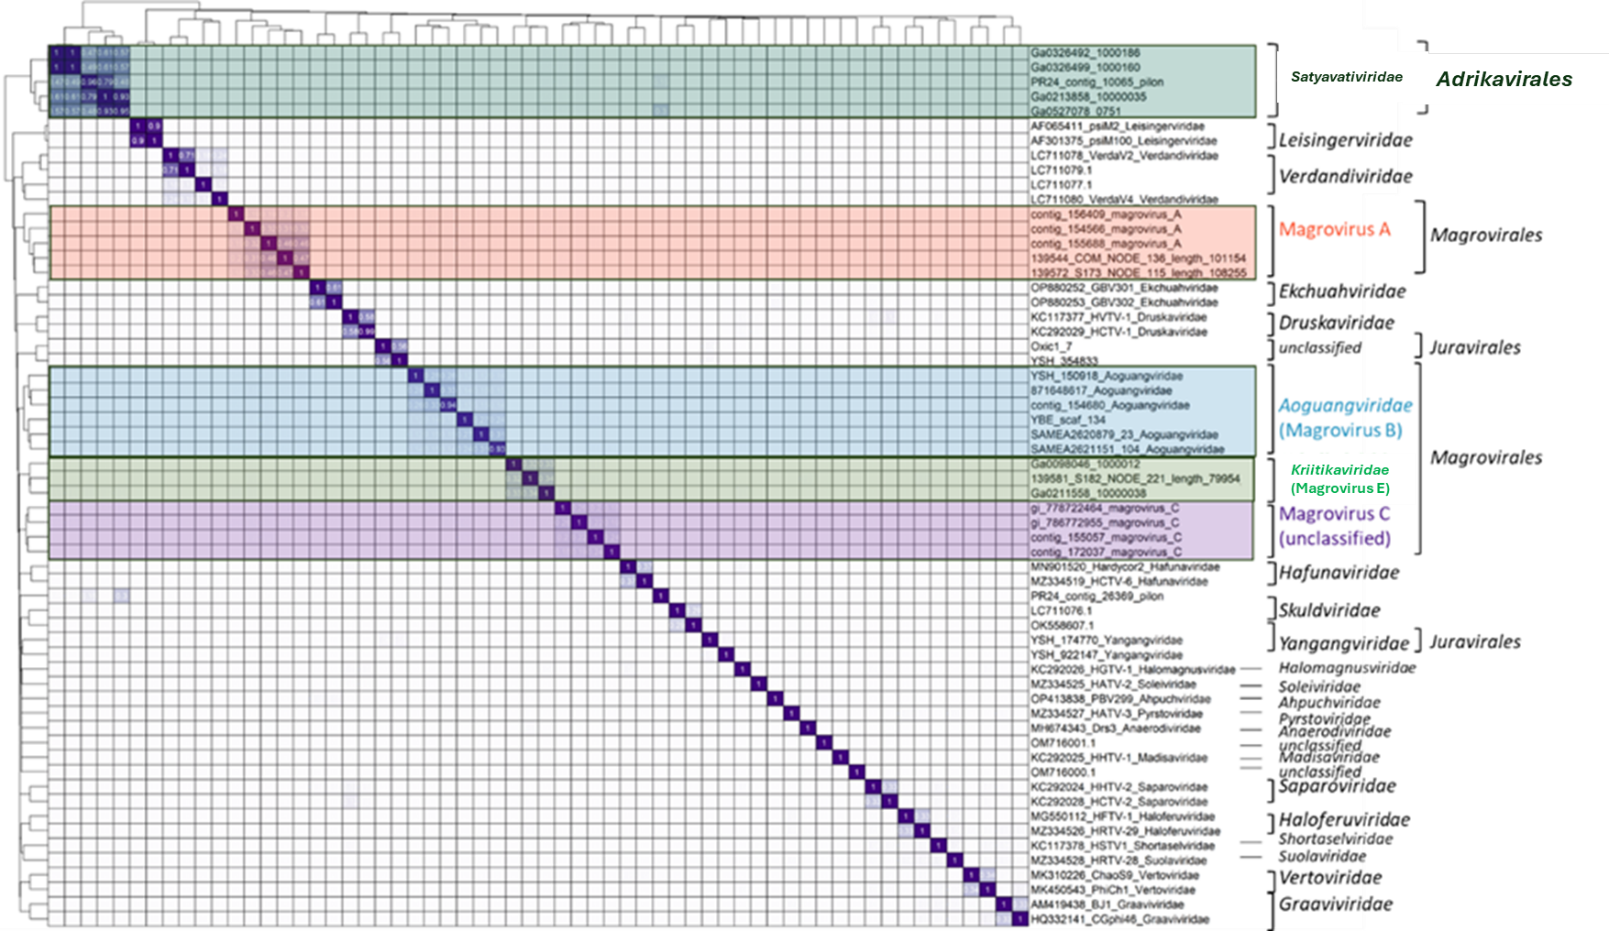 Ga0326492_1000186
Ga0326499_1000160
PR24_contig_10065_pilon
Ga0213858_10000035
Ga0527078_0751
Satyavativiridae
Adrikavirales
AF065411_psiM2_Leisingerviridae
AF301375_psiM100_Leisingerviridae
Leisingerviridae
LC711078_VerdaV2_Verdandiviridae
LC711079.1
LC711077.1
LC711080_VerdaV4_Verdandiviridae
Verdandiviridae
contig_156409_magrovirus_A
contig_154566_magrovirus_A
contig_155688_magrovirus_A
139544_COM_NODE_136_length_101154
139572_S173_NODE_115_length_108255
Magrovirus A
Magrovirales
OP880252_GBV301_Ekchuahviridae
OP880253_GBV302_Ekchuahviridae
Ekchuahviridae
KC117377_HVTV-1_Druskaviridae
KC292029_HCTV-1_Druskaviridae
Druskaviridae
Oxic1_7
YSH_354833
unclassified
Juravirales
YSH_150918_Aoguangviridae
871648617_Aoguangviridae
contig_154680_Aoguangviridae
YBE_scaf_134
SAMEA2620879_23_Aoguangviridae
SAMEA2621151_104_Aoguangviridae
Aoguangviridae
(Magrovirus B)
Magrovirales
Ga0098046_1000012
139581_S182_NODE_221_length_79954
Ga0211558_10000038
Kriitikaviridae
(Magrovirus E)
gi_778722464_magrovirus_C
gi_786772955_magrovirus_C
contig_155057_magrovirus_C
contig_172037_magrovirus_C
Magrovirus C
(unclassified)
MN901520_Hardycor2_Hafunaviridae
MZ334519_HCTV-6_Hafunaviridae
Hafunaviridae
PR24_contig_26369_pilon
LC711076.1
OK558607.1
Skuldviridae
YSH_174770_Yangangviridae
YSH_922147_Yangangviridae
Yangangviridae
Juravirales
KC292026_HGTV-1_Halomagnusviridae
Halomagnusviridae
MZ334525_HATV-2_Soleiviridae
Soleiviridae
OP413838_PBV299_Ahpuchviridae
Ahpuchviridae
MZ334527_HATV-3_Pyrstoviridae
Pyrstoviridae
MH674343_Drs3_Anaerodiviridae
Anaerodiviridae
OM716001.1
unclassified
KC292025_HHTV-1_Madisaviridae
Madisaviridae
OM716000.1
unclassified
KC292024_HHTV-2_Saparoviridae
KC292028_HCTV-2_Saparoviridae
Saparoviridae
MG550112_HFTV-1_Haloferuviridae
MZ334526_HRTV-29_Haloferuviridae
Haloferuviridae
KC117378_HSTV1_Shortaselviridae
Shortaselviridae
MZ334528_HRTV-28_Suolaviridae
Suolaviridae
MK310226_ChaoS9_Vertoviridae
MK450543_PhiCh1_Vertoviridae
Vertoviridae
AM419438_BJ1_Graaviviridae
HQ332141_CGphi46_Graaviviridae
Graaviviridae